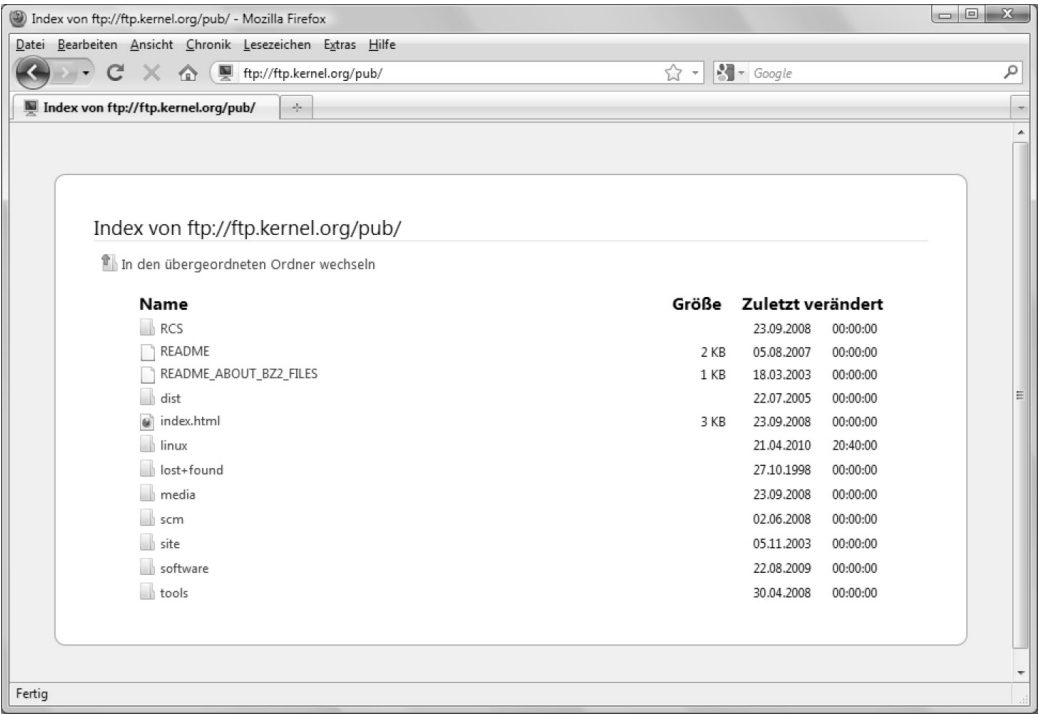 Index von ftp://ftp.kernel.org/pub/ - Mozilla Firefox
Datei Bearbeiten Ansicht Chronik Lesezeichen Extras Hilfe
ftp://ftp.kernel.org/pub/ Google
Index von ftp://ftp.kernel.org/pub/
Index von ftp://ftp.kernel.org/pub/
In den übergeordneten Ordner wechseln
Name Größe Zuletzt verändert
RCS 23.09.2008 00:00:00
README 2 KB 05.08.2007 00:00:00
README_ABOUT_BZ2_FILES 1 KB 18.03.2003 00:00:00
dist 22.07.2005 00:00:00
index.html 3 KB 23.09.2008 00:00:00
linux 21.04.2010 20:40:00
lost+found 27.10.1998 00:00:00
media 23.09.2008 00:00:00
scm 02.06.2008 00:00:00
site 05.11.2003 00:00:00
software 22.08.2009 00:00:00
tools 30.04.2008 00:00:00
Fertig